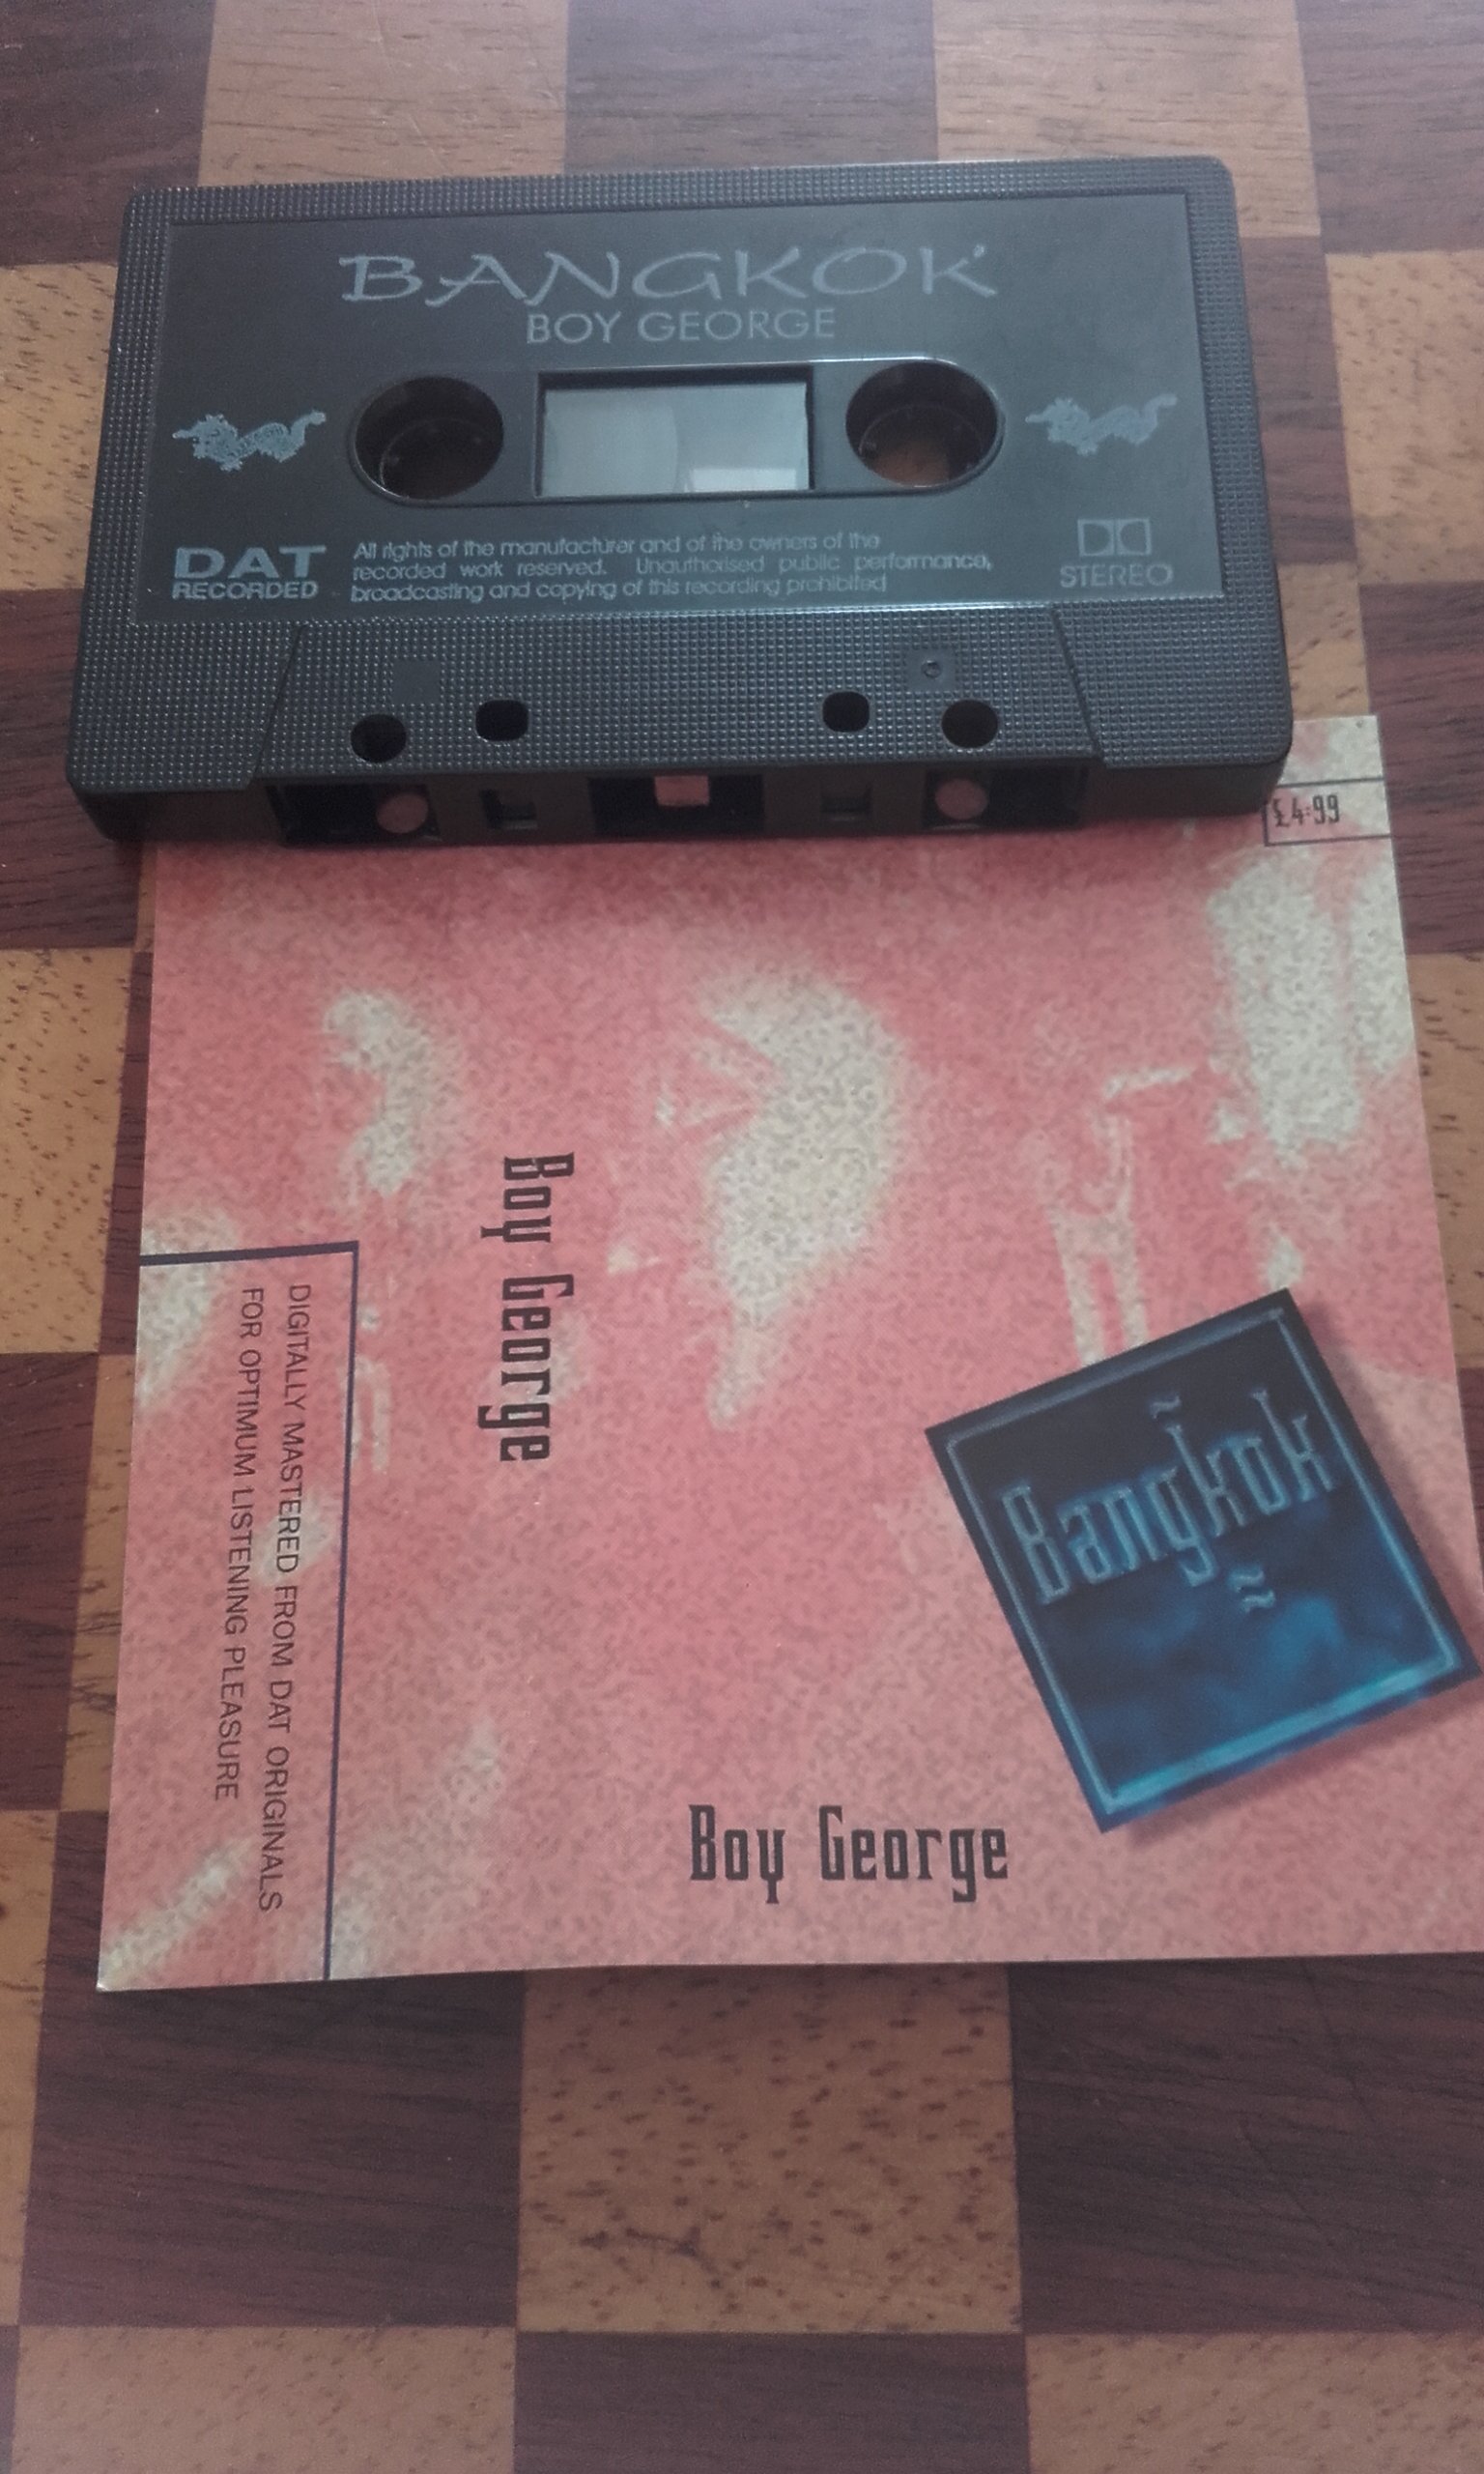 BANGKOK
BOY GEORGE
DAT
RECORDED
All rights of the manufacturer and of the owners of the
recorded work reserved. Unauthorised public performance,
broadcasting and copying of this recording prohibited
STEREO
£4.99
Boy George
DIGITALLY MASTERED FROM DAT ORIGINALS
FOR OPTIMUM LISTENING PLEASURE
Bangkok
Boy George